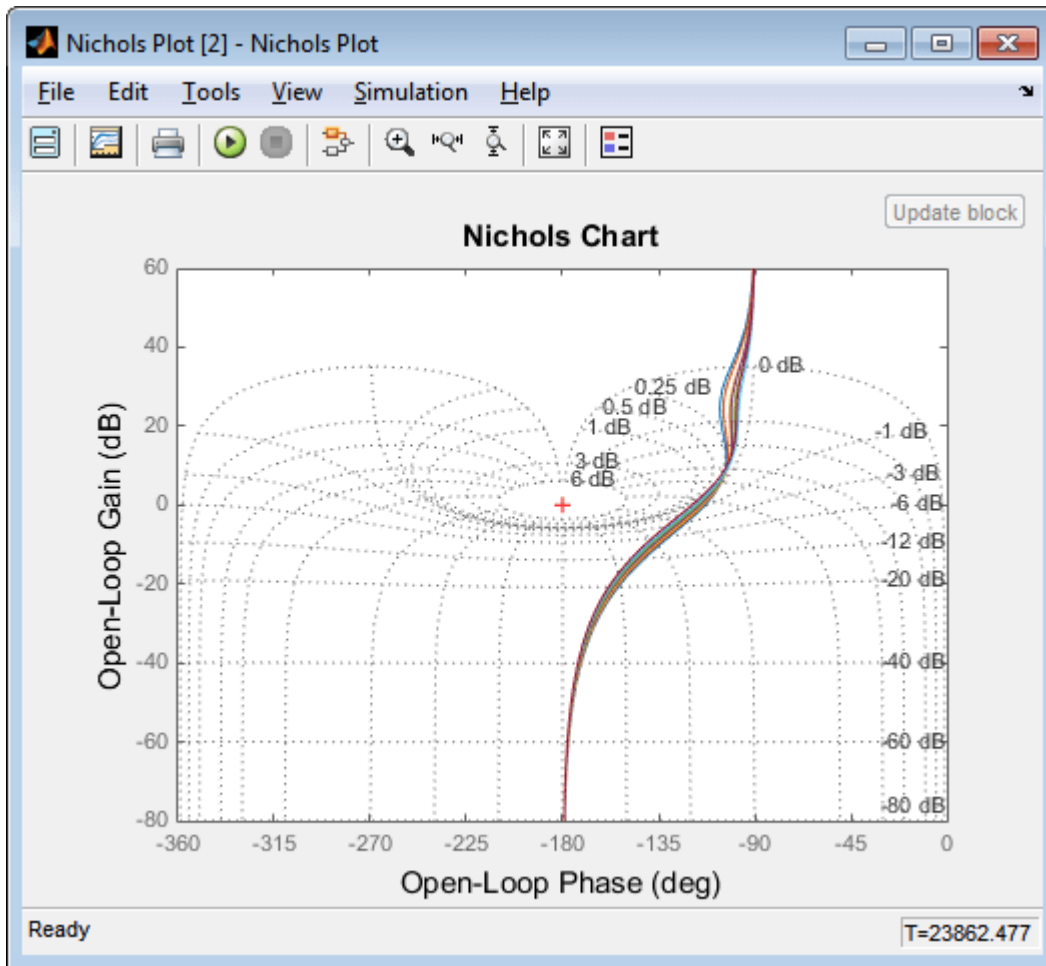 Nichols Plot [2] - Nichols Plot
File Edit Tools View Simulation Help
Update block
Nichols Chart
60
40
20
0
-20
-40
-60
-80
Open-Loop Gain (dB)
0 dB
0.25 dB
0.5 dB
1 dB
-1 dB
3 dB
-3 dB
6 dB
-6 dB
-12 dB
-20 dB
-40 dB
-60 dB
-80 dB
-360 -315 -270 -225 -180 -135 -90 -45 0
Open-Loop Phase (deg)
Ready T=23862.477